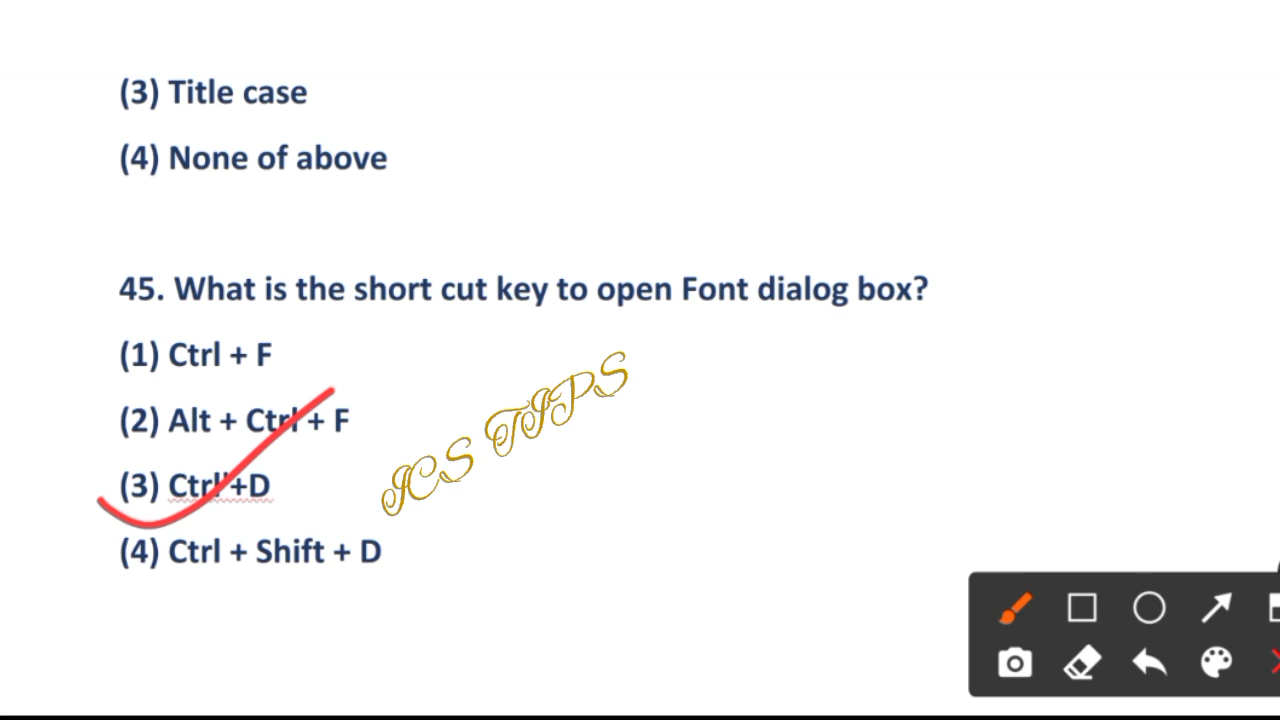 (3) Title case
(4) None of above
45. What is the short cut key to open Font dialog box?
(1) Ctrl + F
(2) Alt + Ctrl + F
(3) Ctrl +D
(4) Ctrl + Shift + D
ICS TIPS